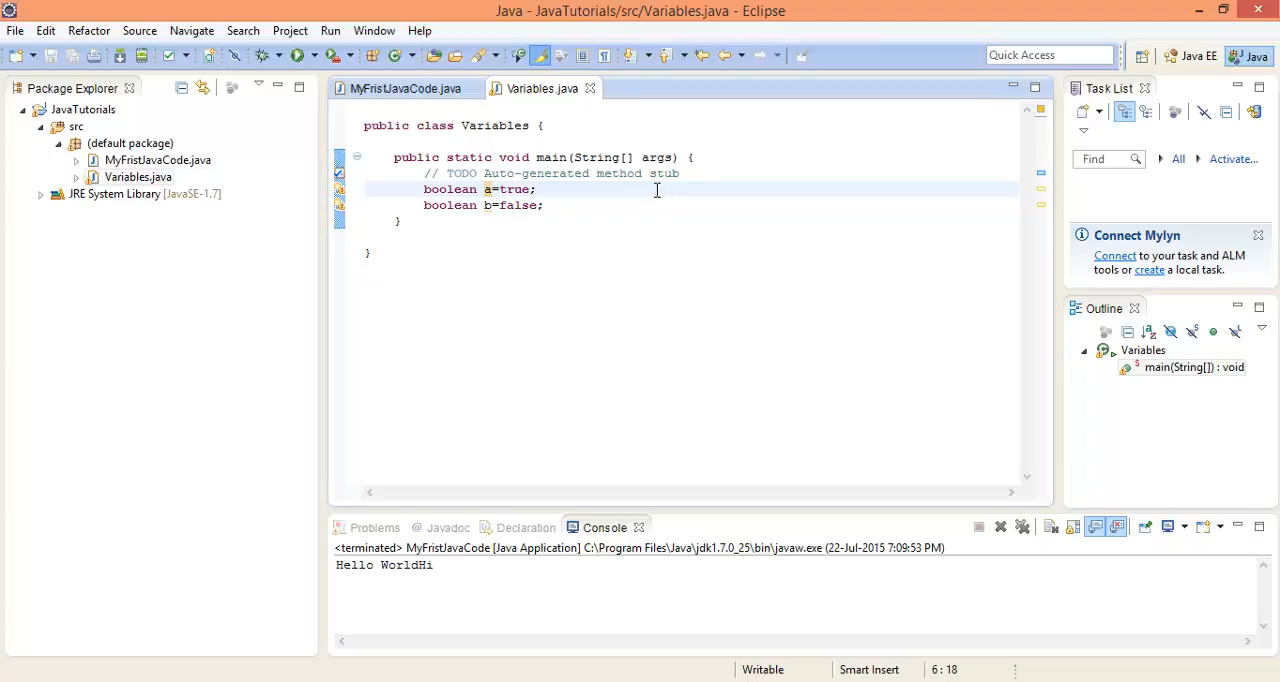 Java - JavaTutorials/src/Variables.java - Eclipse
File Edit Refactor Source Navigate Search Project Run Window Help
Quick Access
Java EE
Java
Package Explorer
JavaTutorials
src
(default package)
MyFristJavaCode.java
Variables.java
JRE System Library [JavaSE-1.7]
MyFristJavaCode.java
Variables.java
public class Variables {
public static void main(String[] args) {
// TODO Auto-generated method stub
boolean a=true;
boolean b=false;
}
}
Task List
Find
All
Activate...
Connect Mylyn
Connect to your task and ALM
tools or create a local task.
Outline
Variables
main(String[]) : void
Problems
@ Javadoc
Declaration
Console
<terminated> MyFristJavaCode [Java Application] C:\Program Files\Java\jdk1.7.0_25\bin\javaw.exe (22-Jul-2015 7:09:53 PM)
Hello WorldHi
Writable
Smart Insert
6 : 18